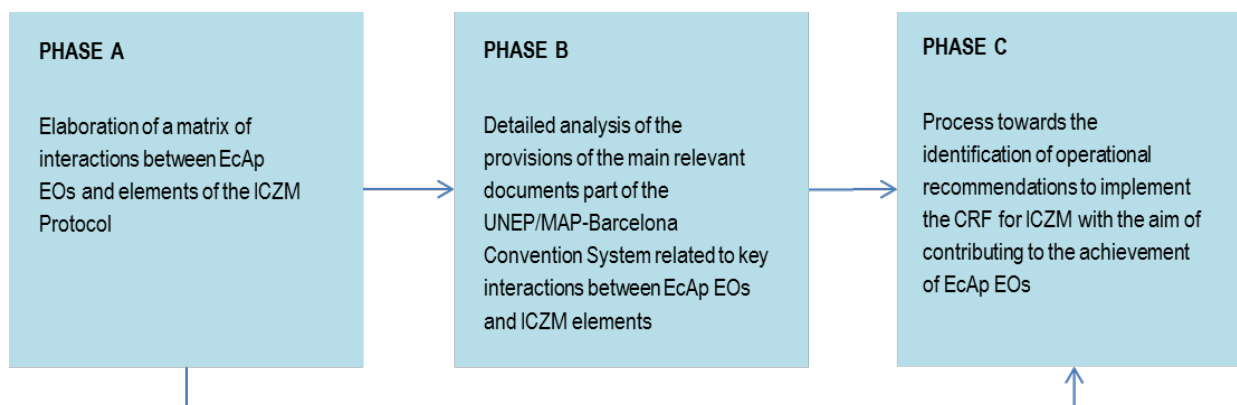 PHASE A
Elaboration of a matrix of
interactions between EcAp
EOs and elements of the ICZM
Protocol
PHASE B
Detailed analysis of the
provisions of the main relevant
documents part of the
UNEP/MAP-Barcelona
Convention System related to key
interactions between EcAp EOs
and ICZM elements
PHASE C
Process towards the
identification of operational
recommendations to implement
the CRF for ICZM with the aim of
contributing to the achievement
of EcAp EOs